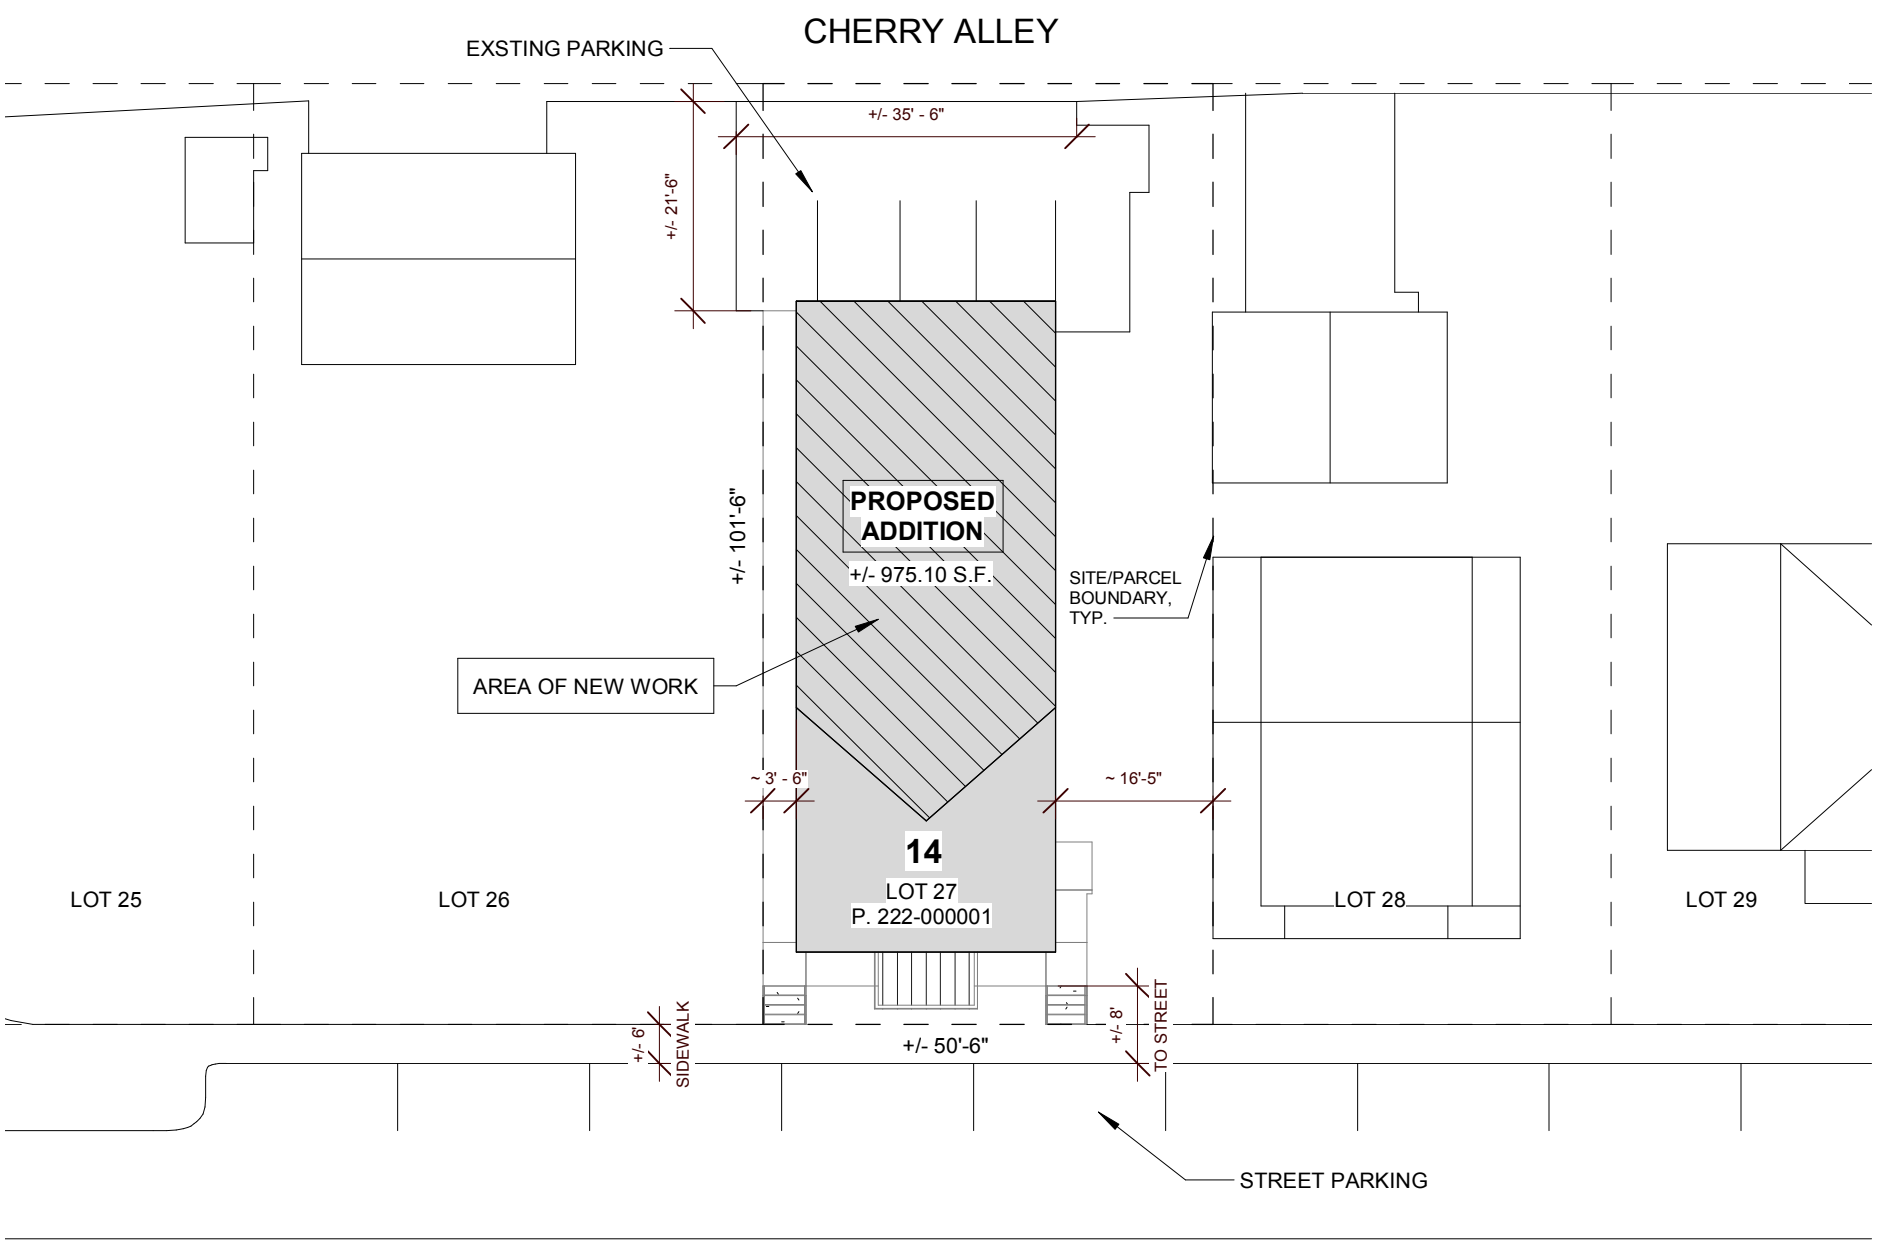 CHERRY ALLEY
EXSTING PARKING
+/- 35' - 6"
+/- 21'-6"
+/- 101'-6"
PROPOSED
ADDITION
+/- 975.10 S.F.
SITE/PARCEL
BOUNDARY,
TYP.
AREA OF NEW WORK
~ 3' - 6"
~ 16'-5"
14
LOT 27
P. 222-000001
LOT 25
LOT 26
LOT 28
LOT 29
+/- 6'
SIDEWALK
+/- 50'-6"
+/- 8'
TO STREET
STREET PARKING